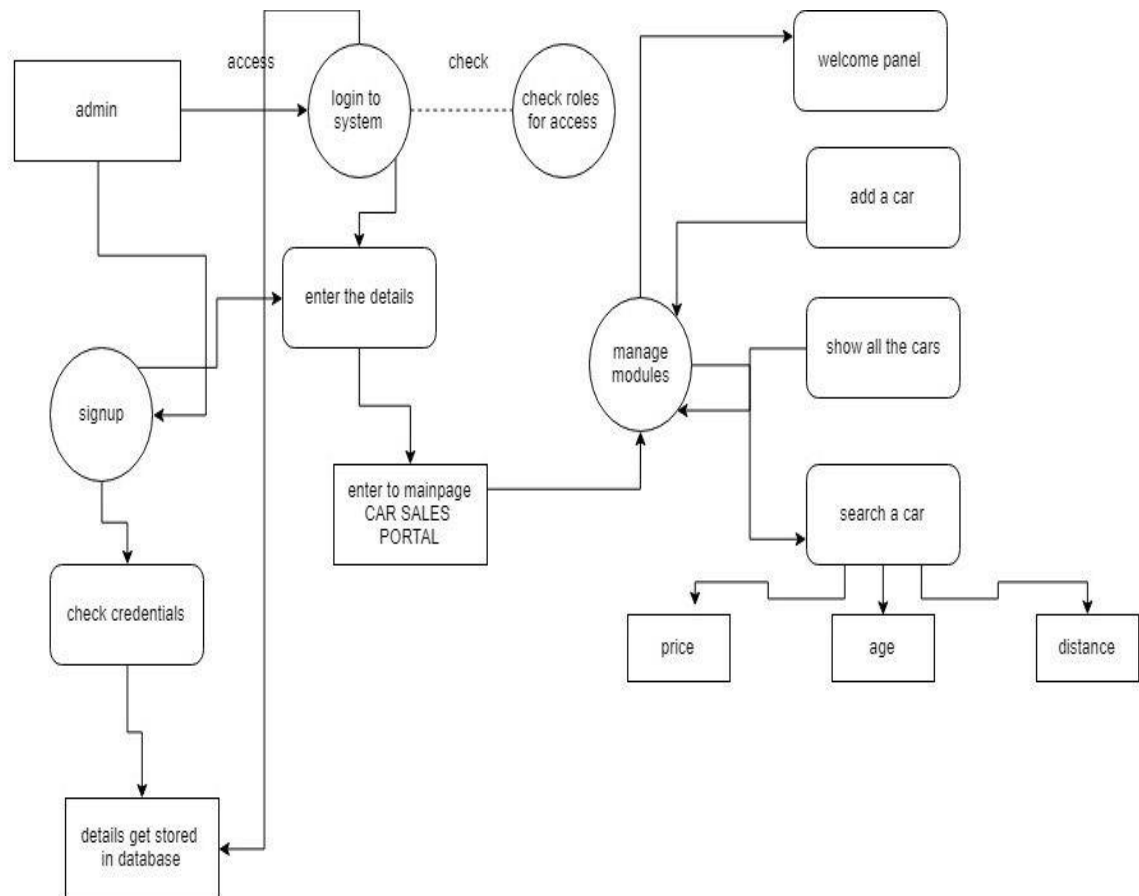 access
check
admin
login to
system
check roles
for access
welcome panel
add a car
enter the details
show all the cars
manage
modules
signup
enter to mainpage
CAR SALES
PORTAL
search a car
check credentials
price
age
distance
details get stored
in database